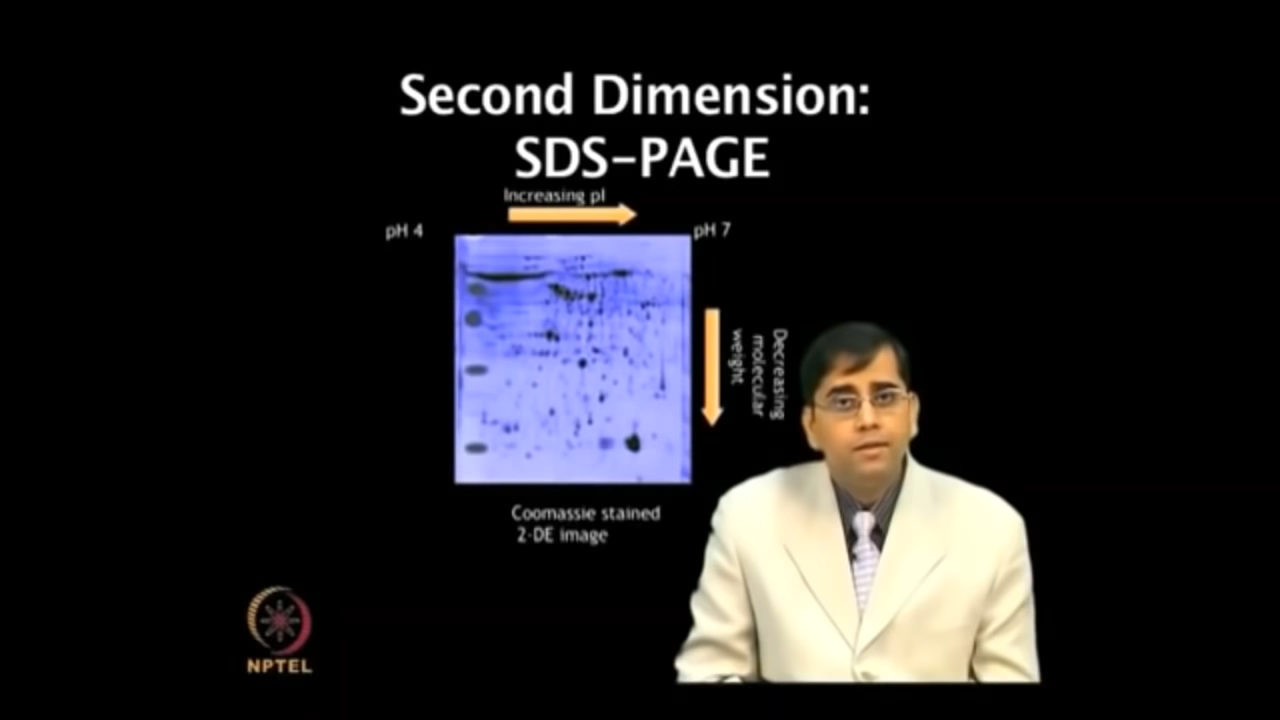 Second Dimension:
SDS-PAGE
Increasing pI
pH 4
pH 7
Decreasing
molecular
weight
Coomassie stained
2-DE image
NPTEL